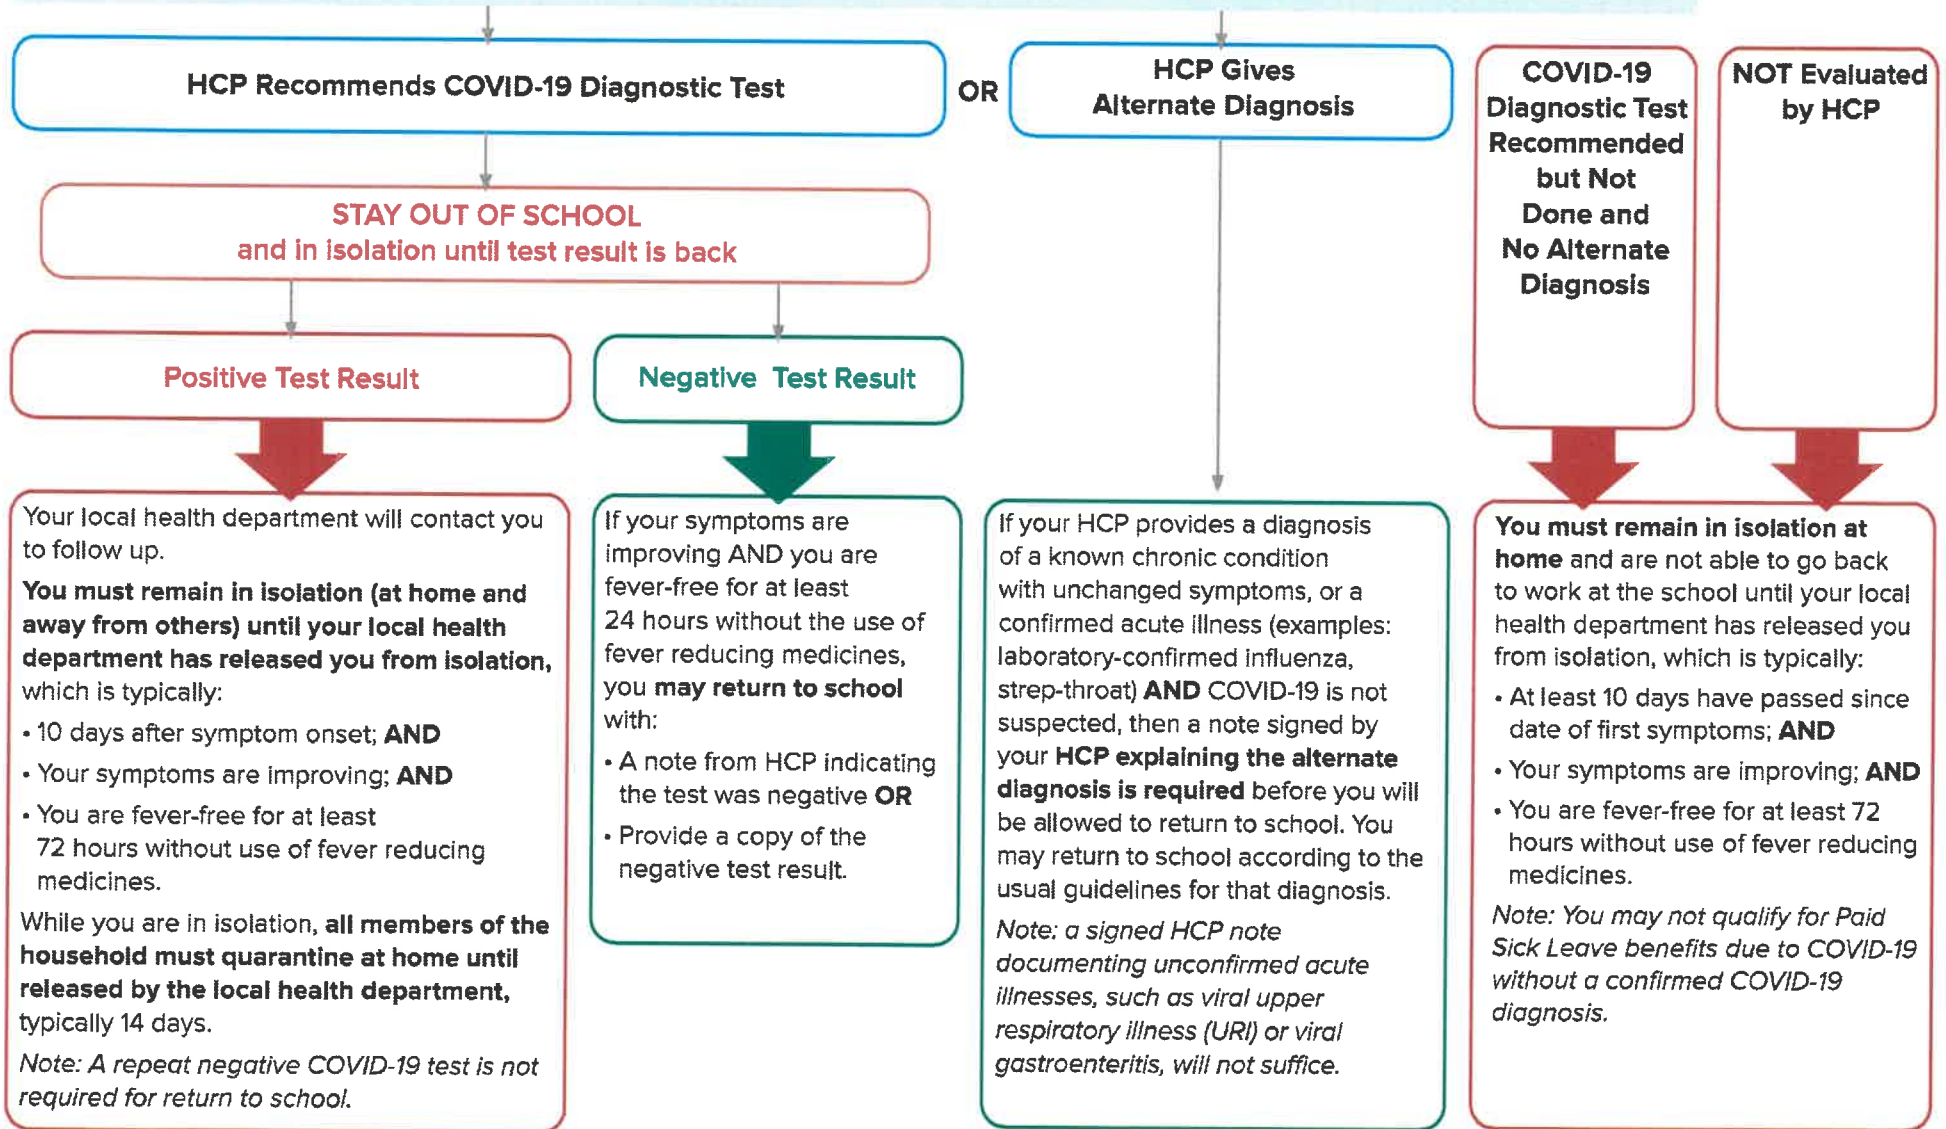 HCP Recommends COVID-19 Diagnostic Test
OR
HCP Gives
Alternate Diagnosis
COVID-19
Diagnostic Test
Recommended
but Not
Done and
No Alternate
Diagnosis
NOT Evaluated
by HCP
STAY OUT OF SCHOOL
and in isolation until test result is back
Positive Test Result
Negative Test Result
Your local health department will contact you
to follow up.
You must remain in isolation (at home and
away from others) until your local health
department has released you from isolation,
which is typically:
• 10 days after symptom onset; AND
• Your symptoms are improving; AND
• You are fever-free for at least
72 hours without use of fever reducing
medicines.
While you are in isolation, all members of the
household must quarantine at home until
released by the local health department,
typically 14 days.
Note: A repeat negative COVID-19 test is not
required for return to school.
If your symptoms are
improving AND you are
fever-free for at least
24 hours without the use of
fever reducing medicines,
you may return to school
with:
• A note from HCP indicating
the test was negative OR
• Provide a copy of the
negative test result.
If your HCP provides a diagnosis
of a known chronic condition
with unchanged symptoms, or a
confirmed acute illness (examples:
laboratory-confirmed influenza,
strep-throat) AND COVID-19 is not
suspected, then a note signed by
your HCP explaining the alternate
diagnosis is required before you will
be allowed to return to school. You
may return to school according to the
usual guidelines for that diagnosis.
Note: a signed HCP note
documenting unconfirmed acute
illnesses, such as viral upper
respiratory illness (URI) or viral
gastroenteritis, will not suffice.
You must remain in isolation at
home and are not able to go back
to work at the school until your local
health department has released you
from isolation, which is typically:
• At least 10 days have passed since
date of first symptoms; AND
• Your symptoms are improving; AND
• You are fever-free for at least 72
hours without use of fever reducing
medicines.
Note: You may not qualify for Paid
Sick Leave benefits due to COVID-19
without a confirmed COVID-19
diagnosis.